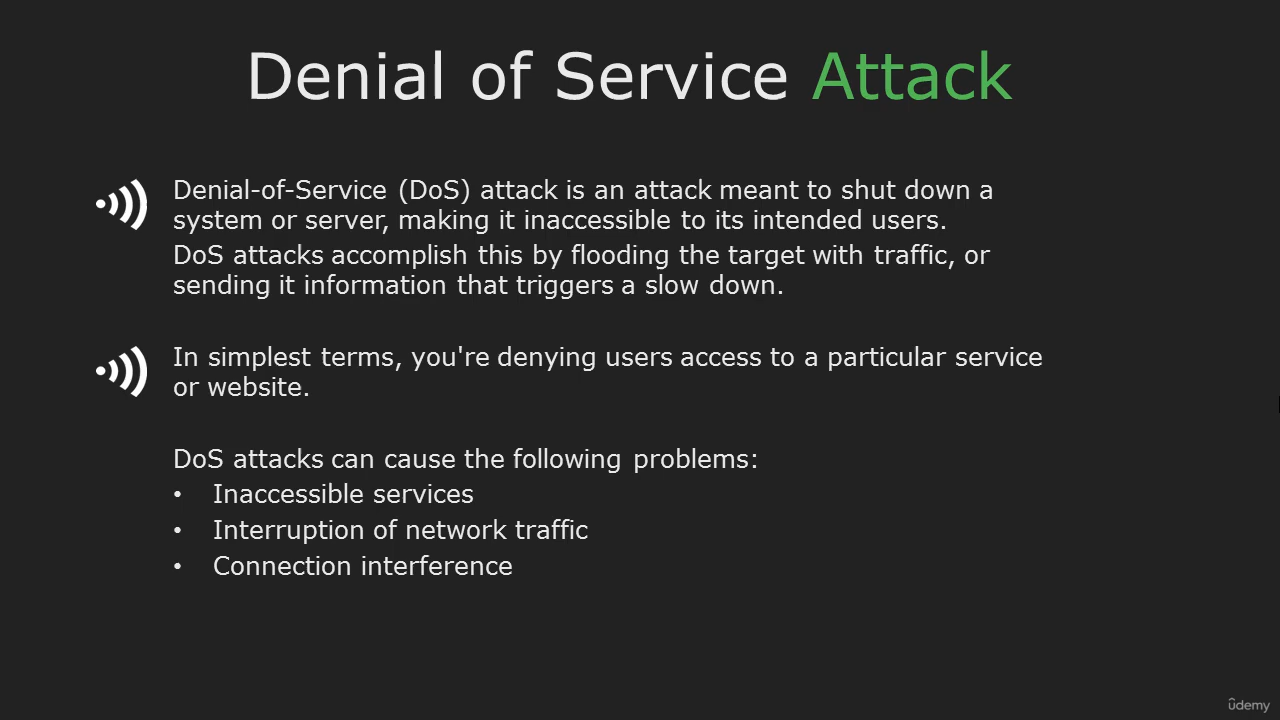 Denial of Service Attack
Denial-of-Service (DoS) attack is an attack meant to shut down a
system or server, making it inaccessible to its intended users.
DoS attacks accomplish this by flooding the target with traffic, or
sending it information that triggers a slow down.
In simplest terms, you're denying users access to a particular service
or website.
DoS attacks can cause the following problems:
• Inaccessible services
• Interruption of network traffic
• Connection interference
ûdemy